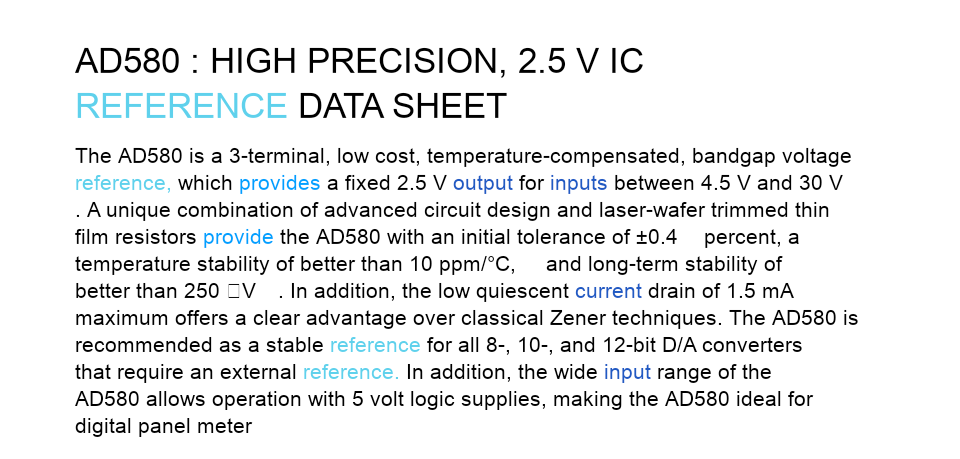 AD580 : HIGH PRECISION, 2.5 V IC
REFERENCE DATA SHEET
The AD580 is a 3-terminal, low cost, temperature-compensated, bandgap voltage
reference, which provides a fixed 2.5 V output for inputs between 4.5 V and 30 V
. A unique combination of advanced circuit design and laser-wafer trimmed thin
film resistors provide the AD580 with an initial tolerance of ±0.4 percent, a
temperature stability of better than 10 ppm/°C, and long-term stability of
better than 250 □V . In addition, the low quiescent current drain of 1.5 mA
maximum offers a clear advantage over classical Zener techniques. The AD580 is
recommended as a stable reference for all 8-, 10-, and 12-bit D/A converters
that require an external reference. In addition, the wide input range of the
AD580 allows operation with 5 volt logic supplies, making the AD580 ideal for
digital panel meter